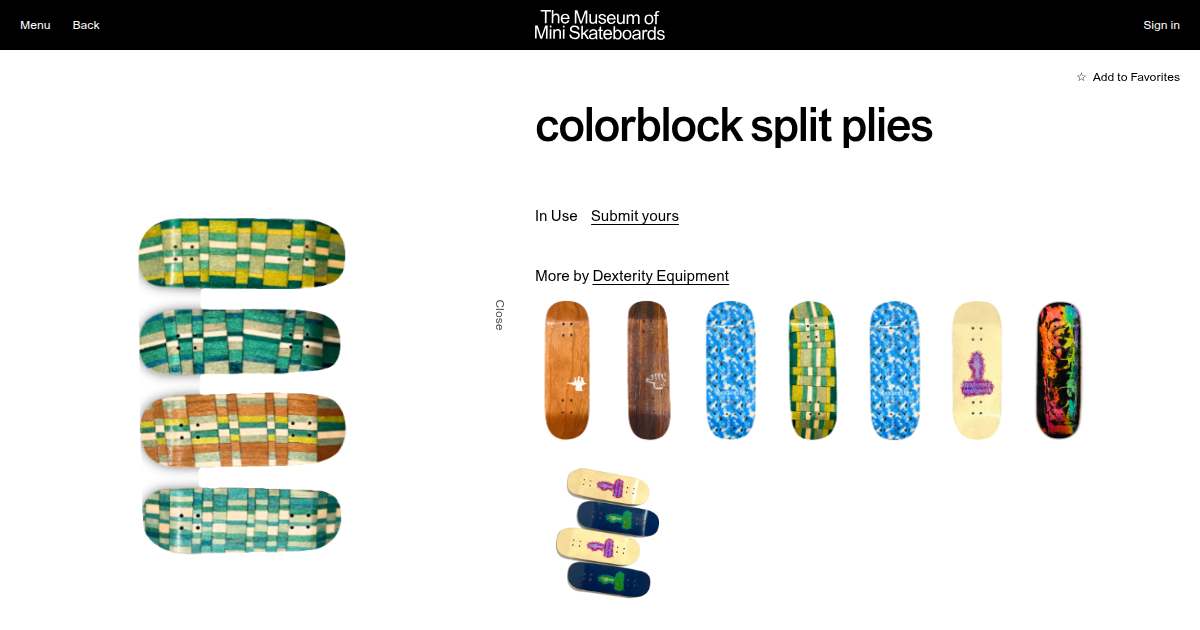 Menu
Back
The Museum of
Mini Skateboards
Sign in
☆ Add to Favorites
colorblock split plies
In Use
Submit yours
More by Dexterity Equipment
Close